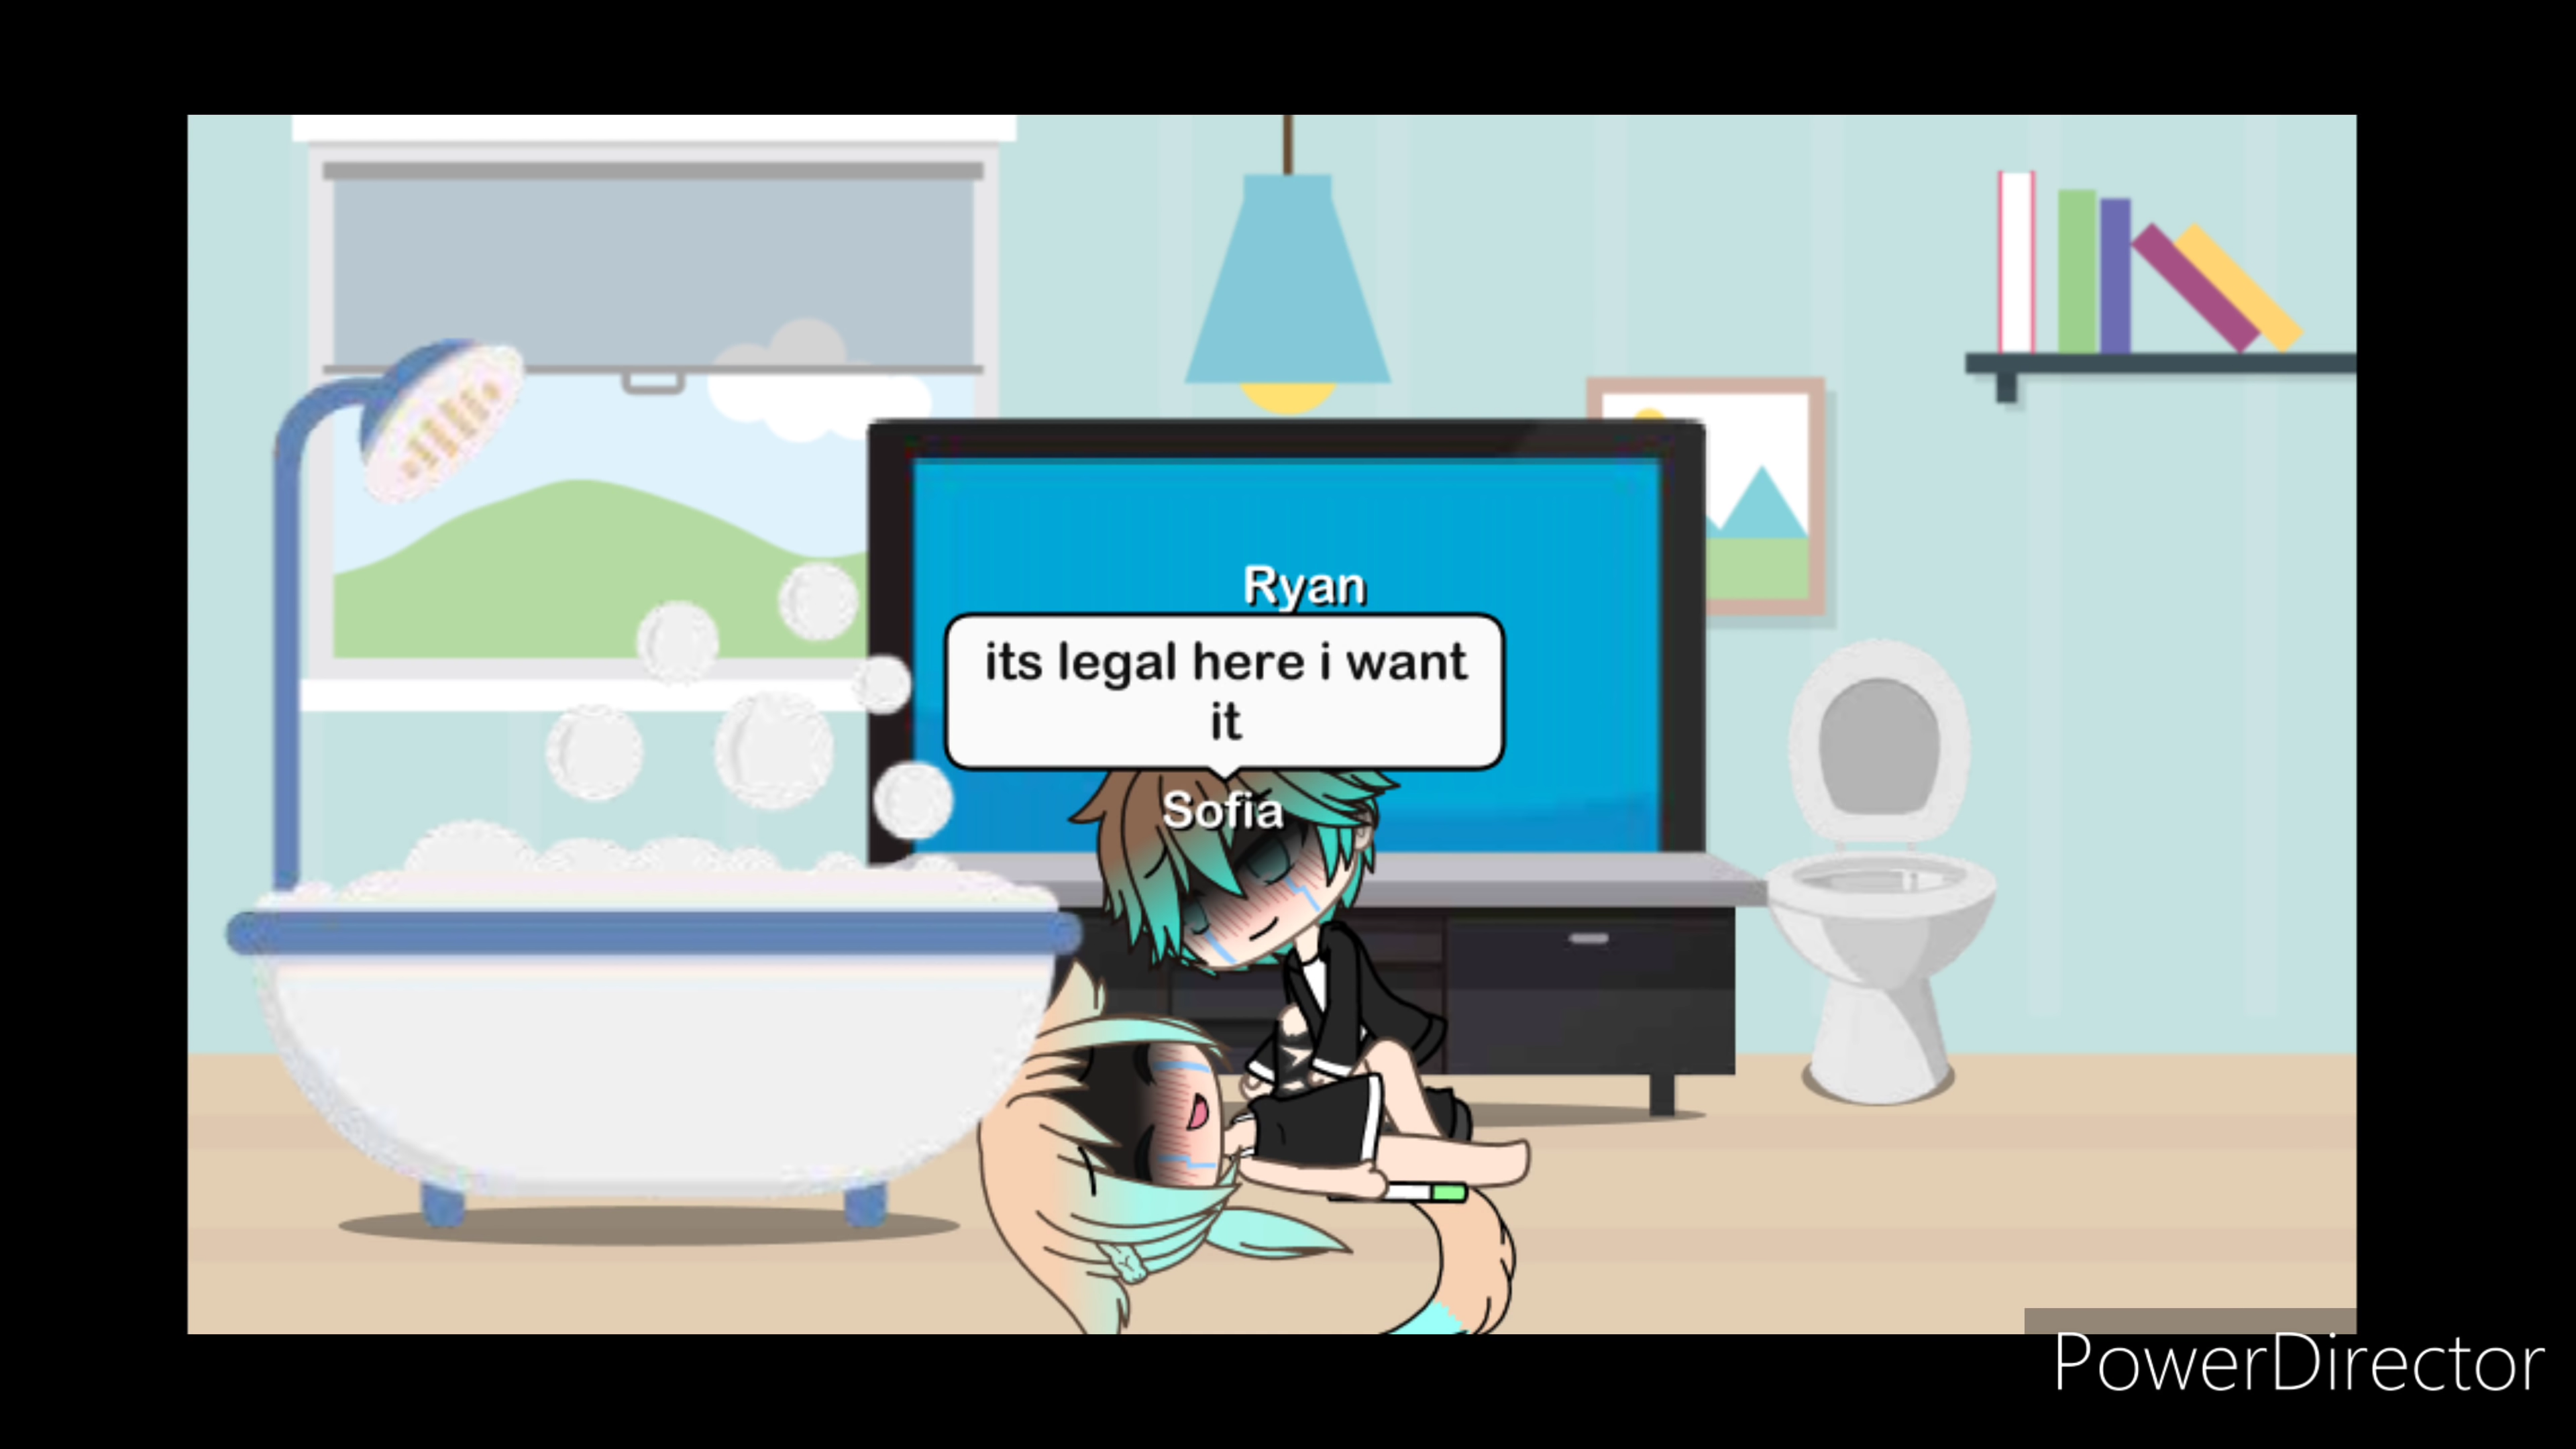 Ryan
its legal here i want
it
Sofia
PowerDirector